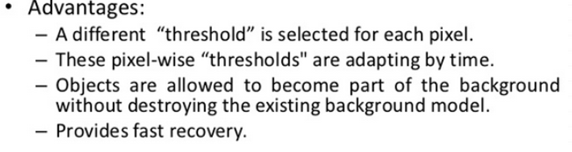 • Advantages:
– A different “threshold” is selected for each pixel.
– These pixel-wise “thresholds" are adapting by time.
– Objects are allowed to become part of the background
without destroying the existing background model.
– Provides fast recovery.